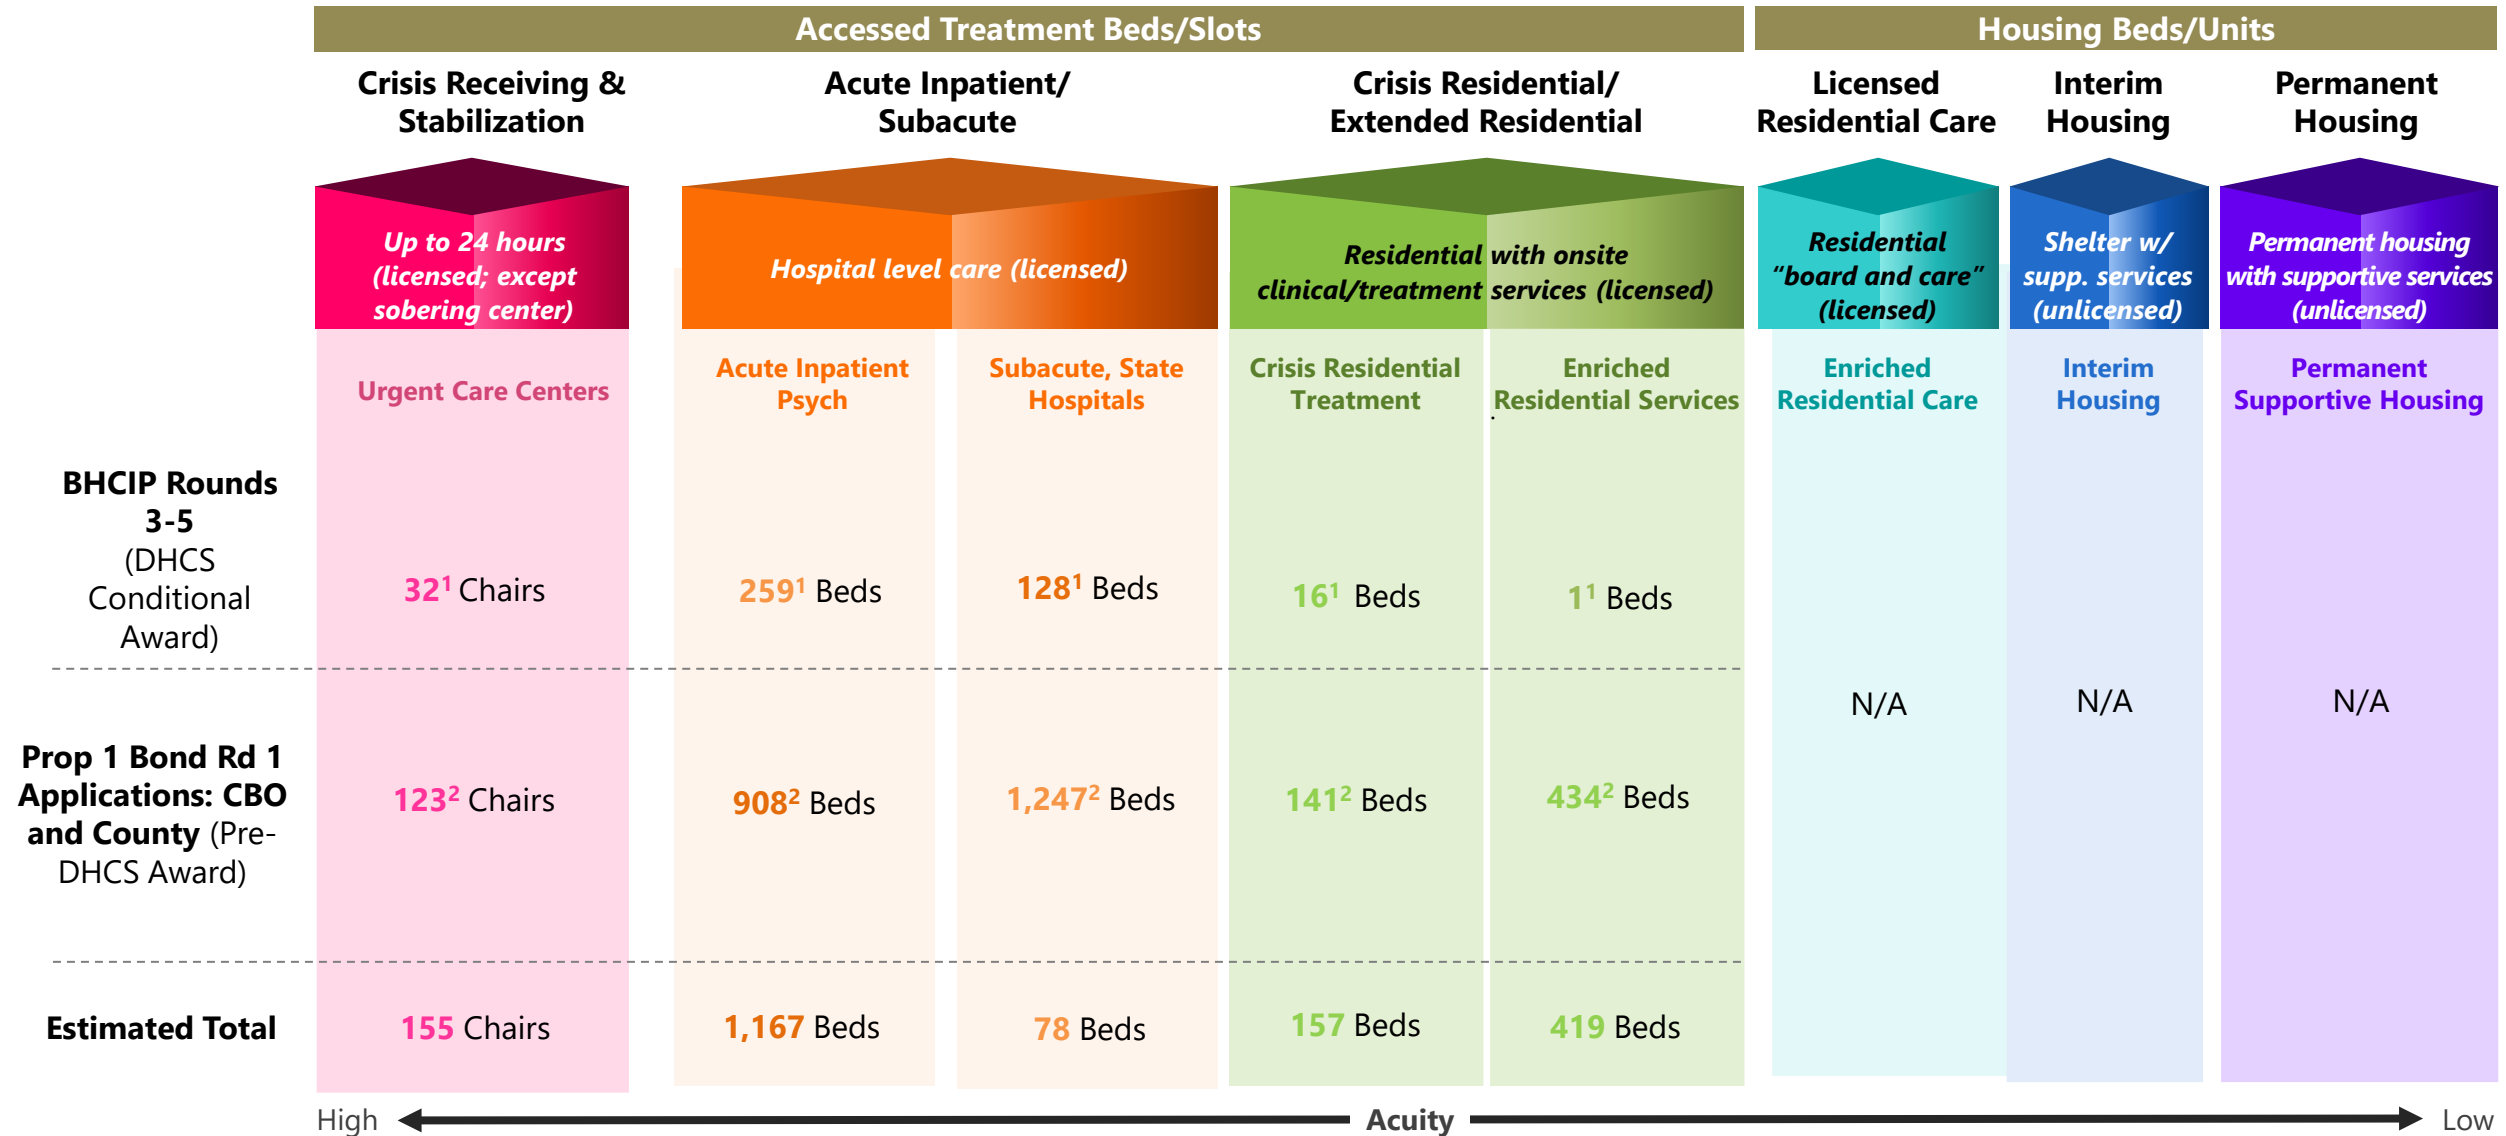 Accessed Treatment Beds/Slots
Housing Beds/Units
Crisis Receiving &
Stabilization
Acute Inpatient/
Subacute
Crisis Residential/
Extended Residential
Licensed
Residential Care
Interim
Housing
Permanent
Housing
Up to 24 hours
(licensed; except
sobering center)
Hospital level care (licensed)
Residential with onsite
clinical/treatment services (licensed)
Residential
“board and care”
(licensed)
Shelter w/
supp. services
(unlicensed)
Permanent housing
with supportive services
(unlicensed)
Urgent Care Centers
Acute Inpatient
Psych
Subacute, State
Hospitals
Crisis Residential
Treatment
Enriched
Residential Services
.
Enriched
Residential Care
Interim
Housing
Permanent
Supportive Housing
BHCIP Rounds
3-5
(DHCS
Conditional
Award)
32¹ Chairs
259¹ Beds
128¹ Beds
16¹ Beds
1¹ Beds
N/A
N/A
N/A
Prop 1 Bond Rd 1
Applications: CBO
and County (Pre-
DHCS Award)
123² Chairs
908² Beds
1,247² Beds
141² Beds
434² Beds
Estimated Total
155 Chairs
1,167 Beds
78 Beds
157 Beds
419 Beds
High
Acuity
Low